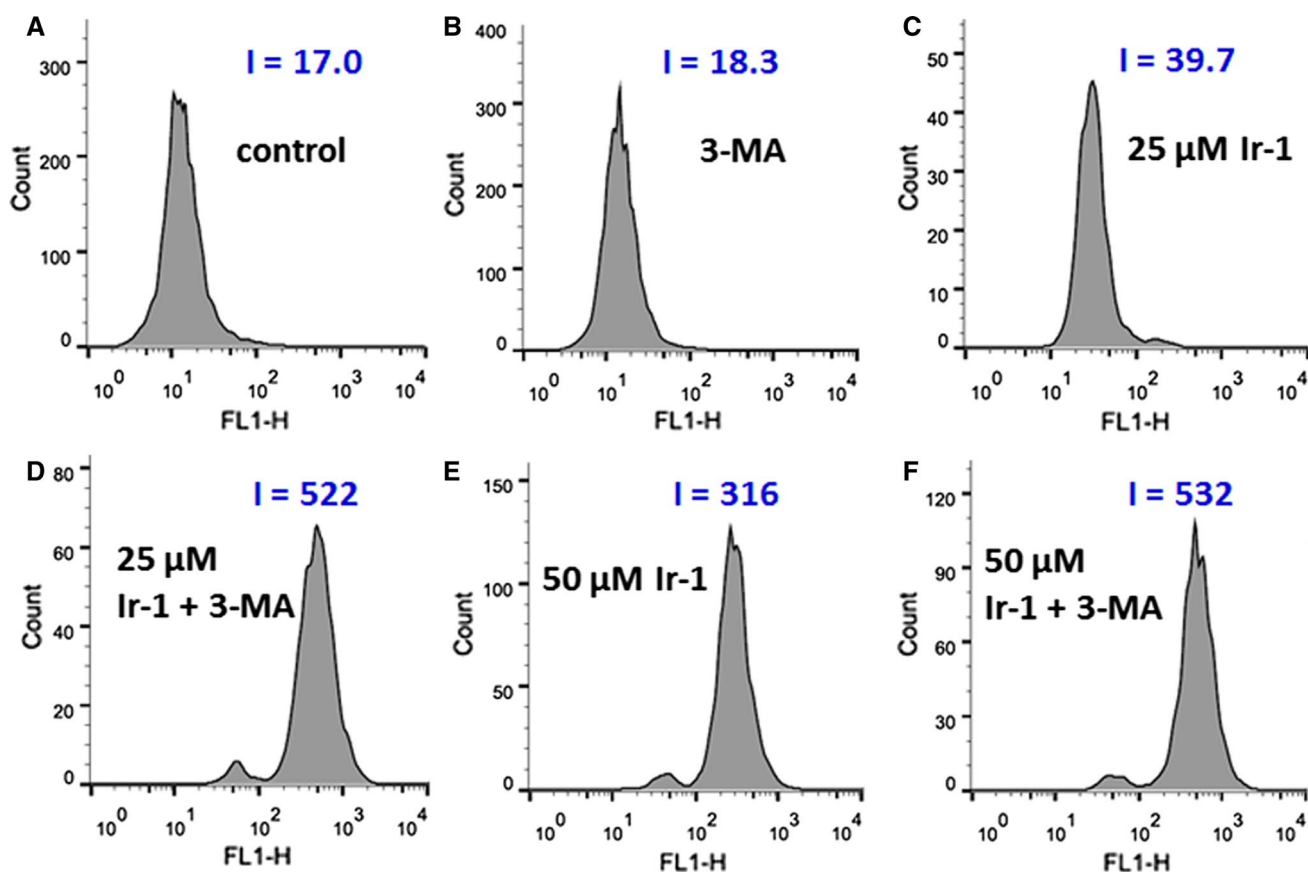 A
I = 17.0
control
Count
300
200
100
0
10^0 10^1 10^2 10^3 10^4
FL1-H
B
I = 18.3
3-MA
Count
400
300
200
100
0
10^0 10^1 10^2 10^3 10^4
FL1-H
C
I = 39.7
25 µM Ir-1
Count
50
40
30
20
10
0
10^0 10^1 10^2 10^3 10^4
FL1-H
D
I = 522
25 µM
Ir-1 + 3-MA
Count
80
60
40
20
0
10^0 10^1 10^2 10^3 10^4
FL1-H
E
I = 316
50 µM Ir-1
Count
150
100
50
0
10^0 10^1 10^2 10^3 10^4
FL1-H
F
I = 532
50 µM
Ir-1 + 3-MA
Count
120
90
60
30
0
10^0 10^1 10^2 10^3 10^4
FL1-H